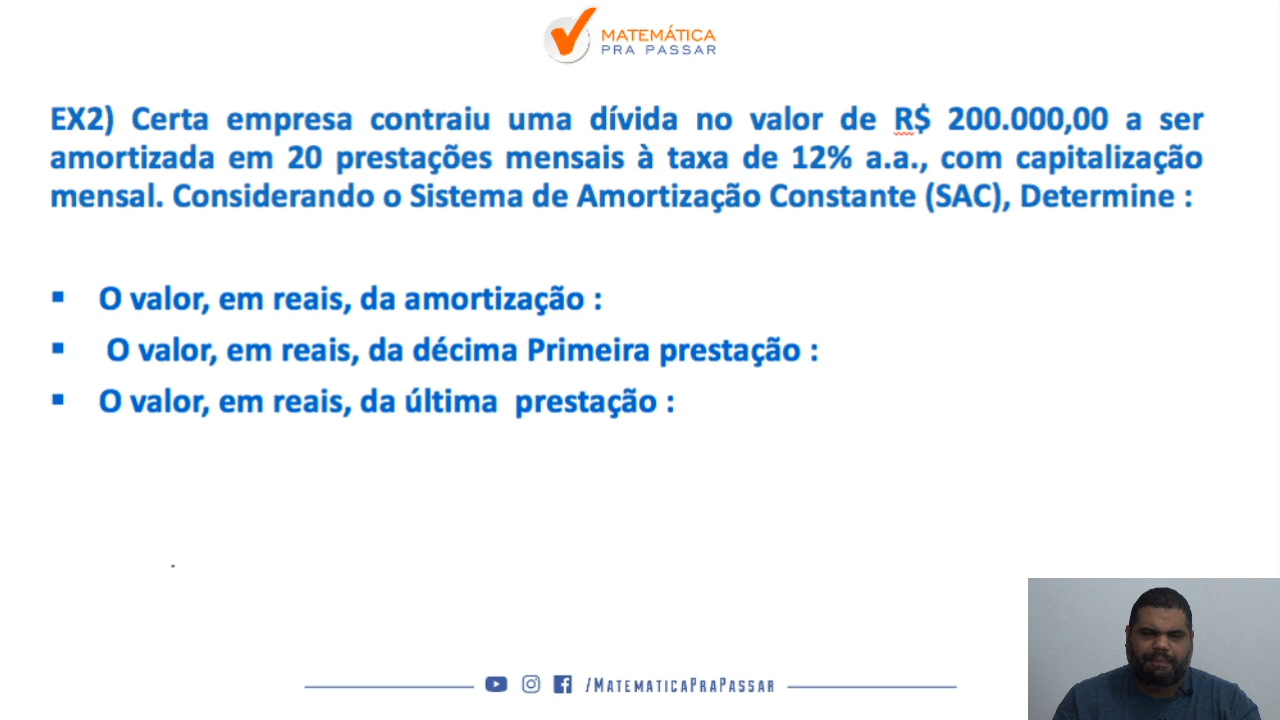 MATEMÁTICA
PRA PASSAR
EX2) Certa empresa contraiu uma dívida no valor de R$ 200.000,00 a ser
amortizada em 20 prestações mensais à taxa de 12% a.a., com capitalização
mensal. Considerando o Sistema de Amortização Constante (SAC), Determine :
▪ O valor, em reais, da amortização :
▪ O valor, em reais, da décima Primeira prestação :
▪ O valor, em reais, da última prestação :
/MATEMATICAPRAPASSAR